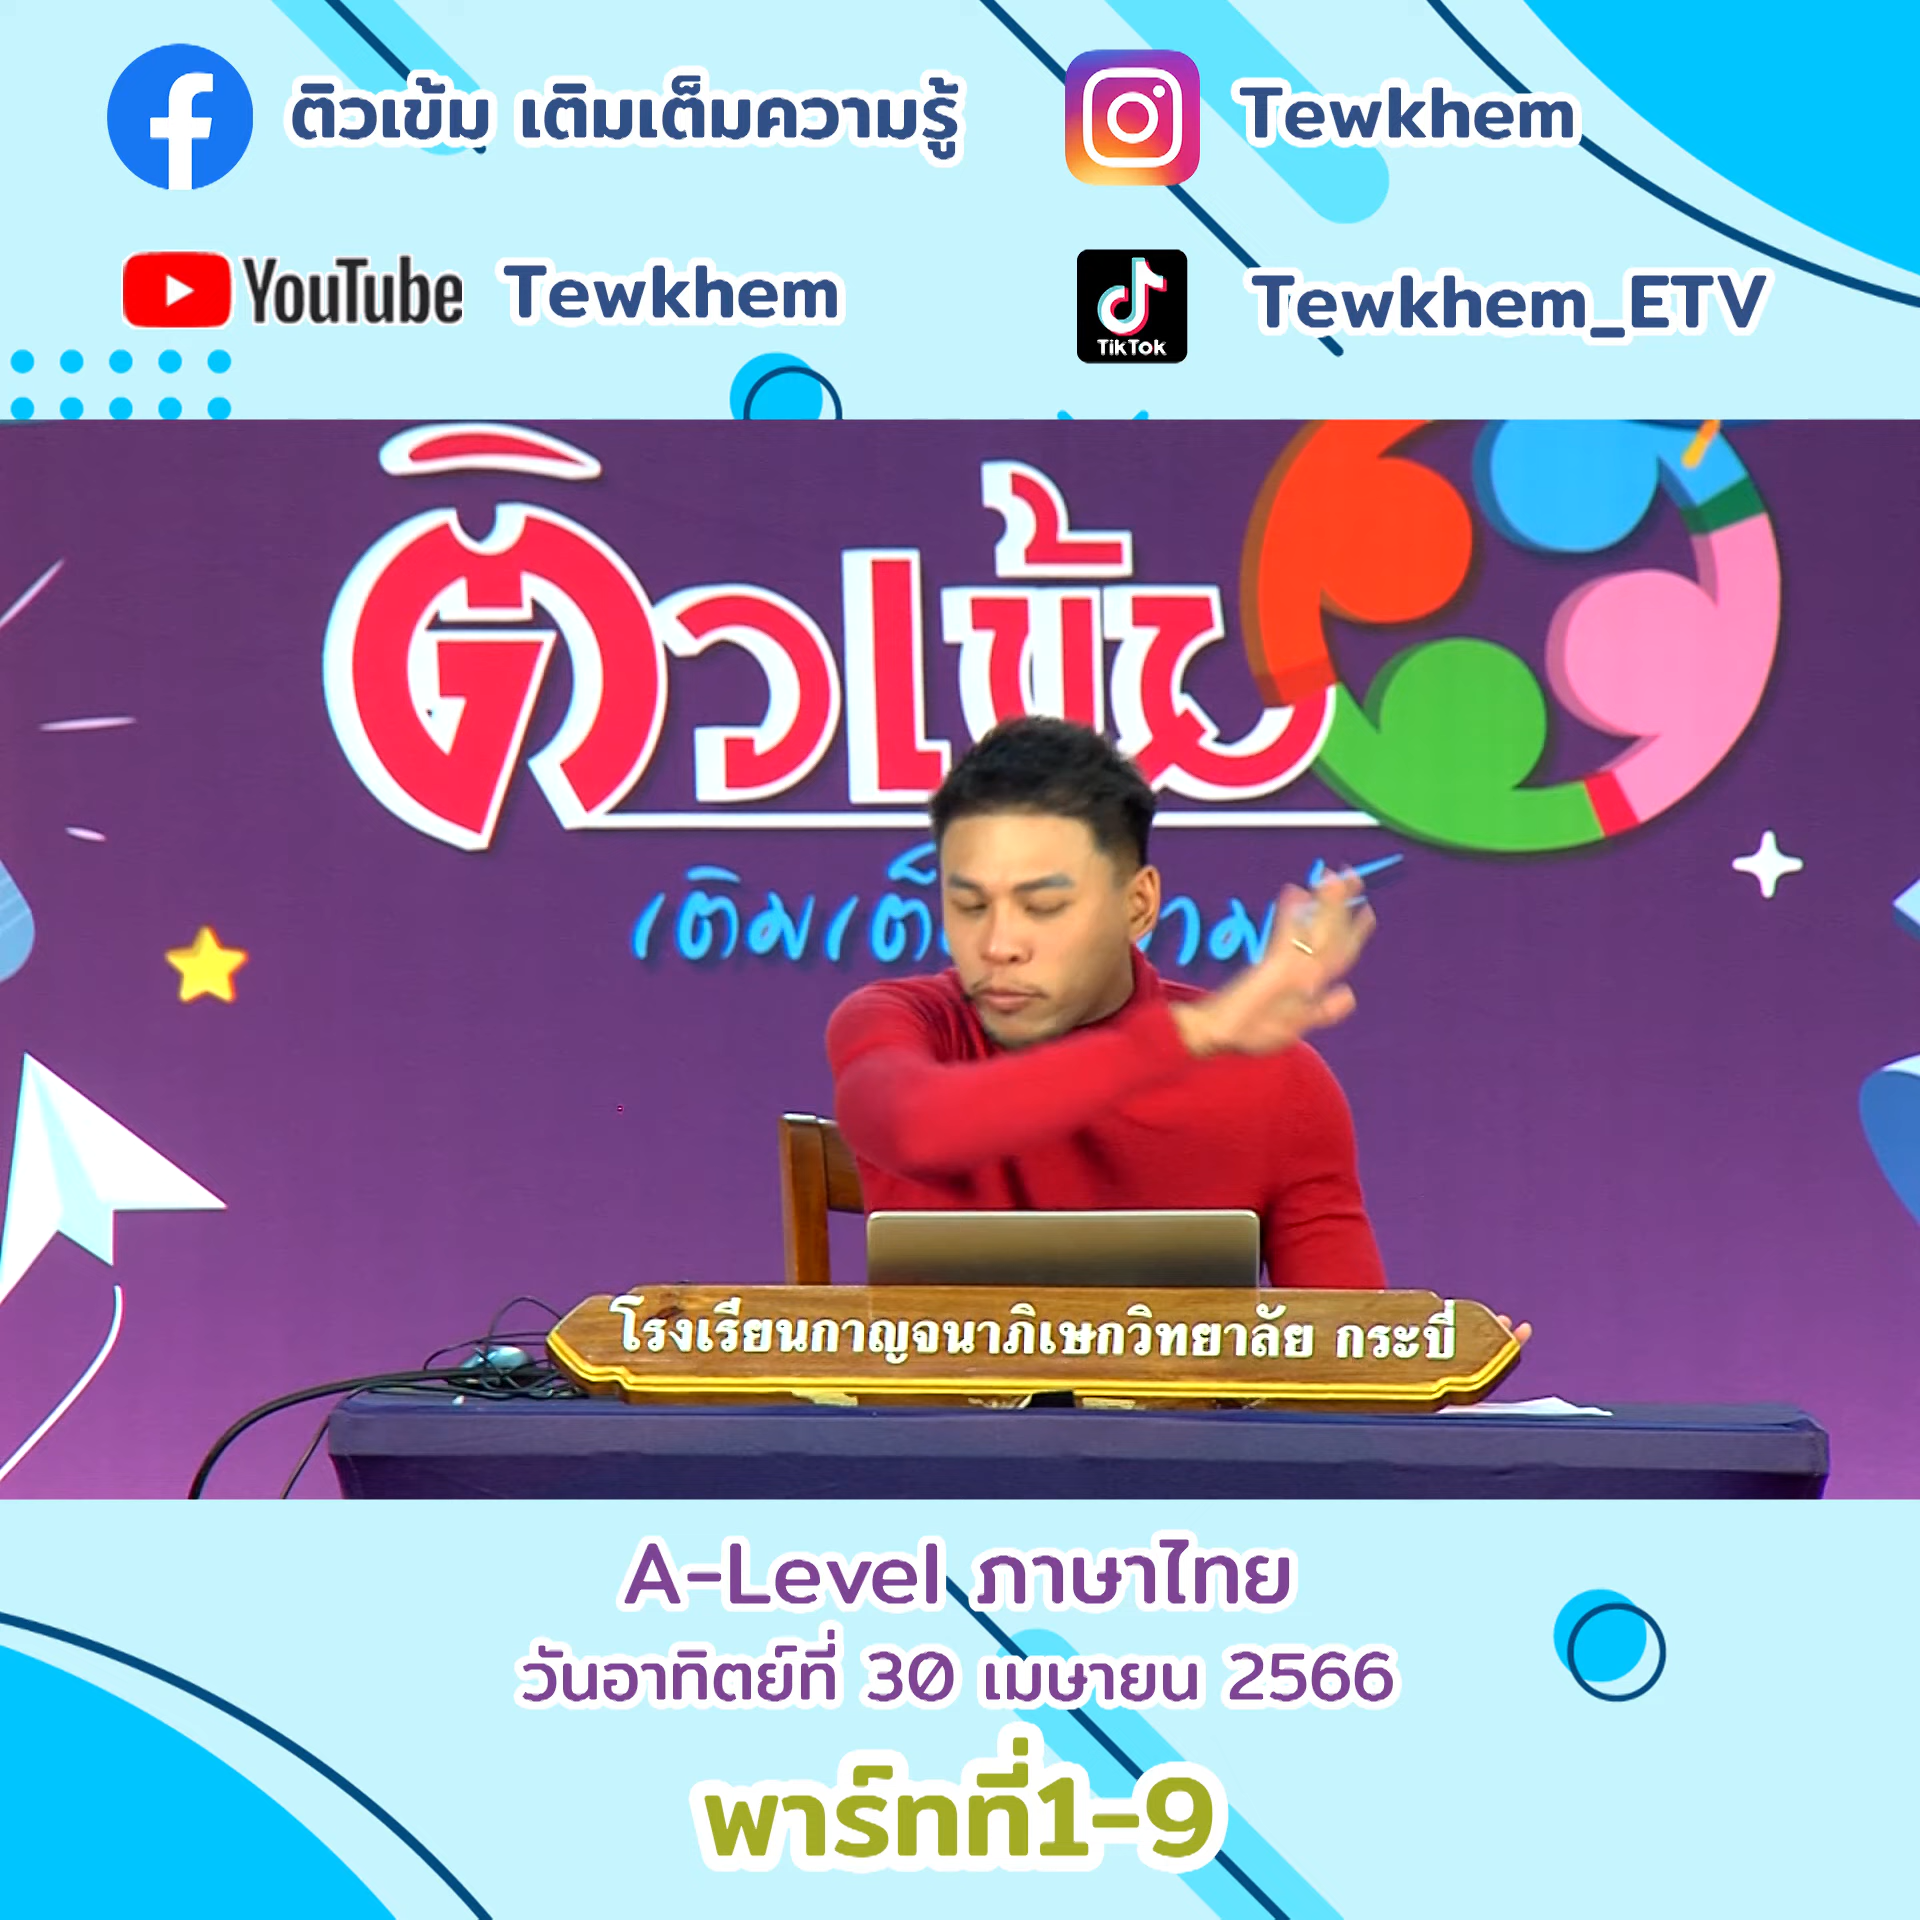 ติวเข้ม เติมเต็มความรู้
Tewkhem
YouTube Tewkhem
TikTok
Tewkhem_ETV
ติวเข้ม
โรงเรียนกาญจนาภิเษกวิทยาลัย กระบี่
A-Level ภาษาไทย
วันอาทิตย์ที่ 30 เมษายน 2566
พาร์ทที่1-9